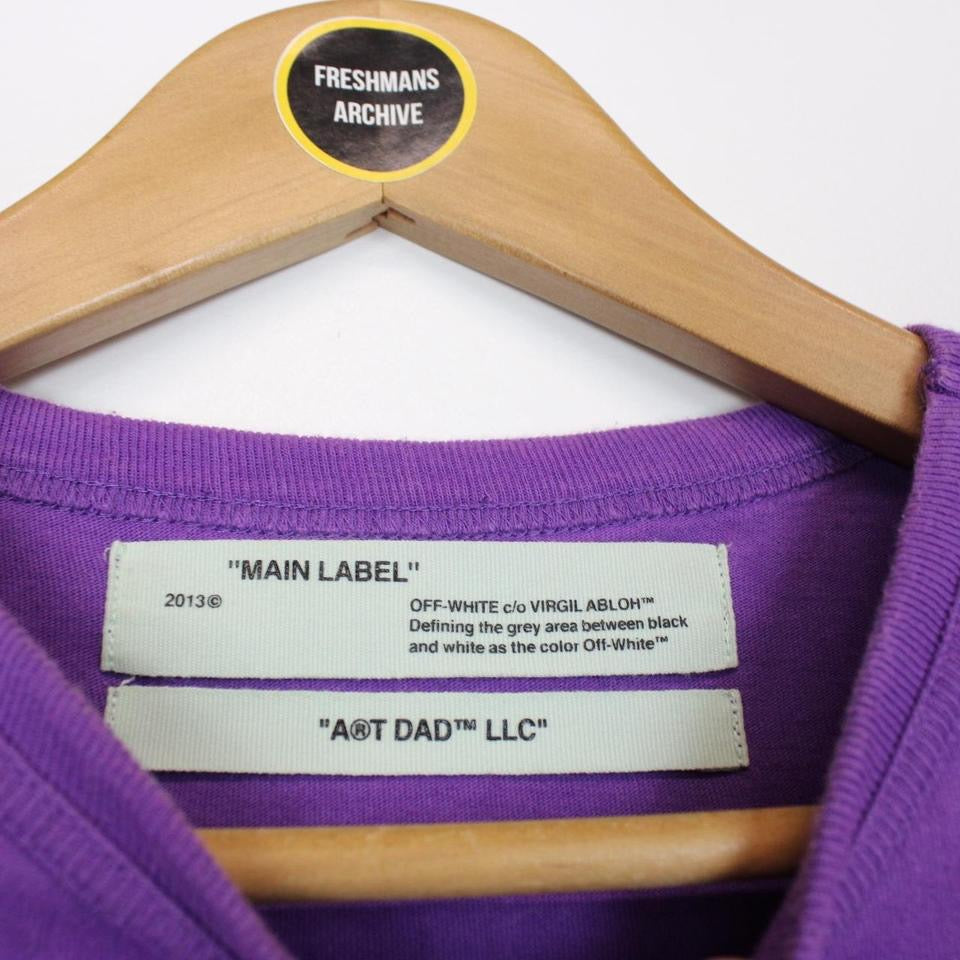 FRESHMANS
ARCHIVE
"MAIN LABEL"
2013©
OFF-WHITE c/o VIRGIL ABLOH™
Defining the grey area between black
and white as the color Off-White™
"A®T DAD™ LLC"